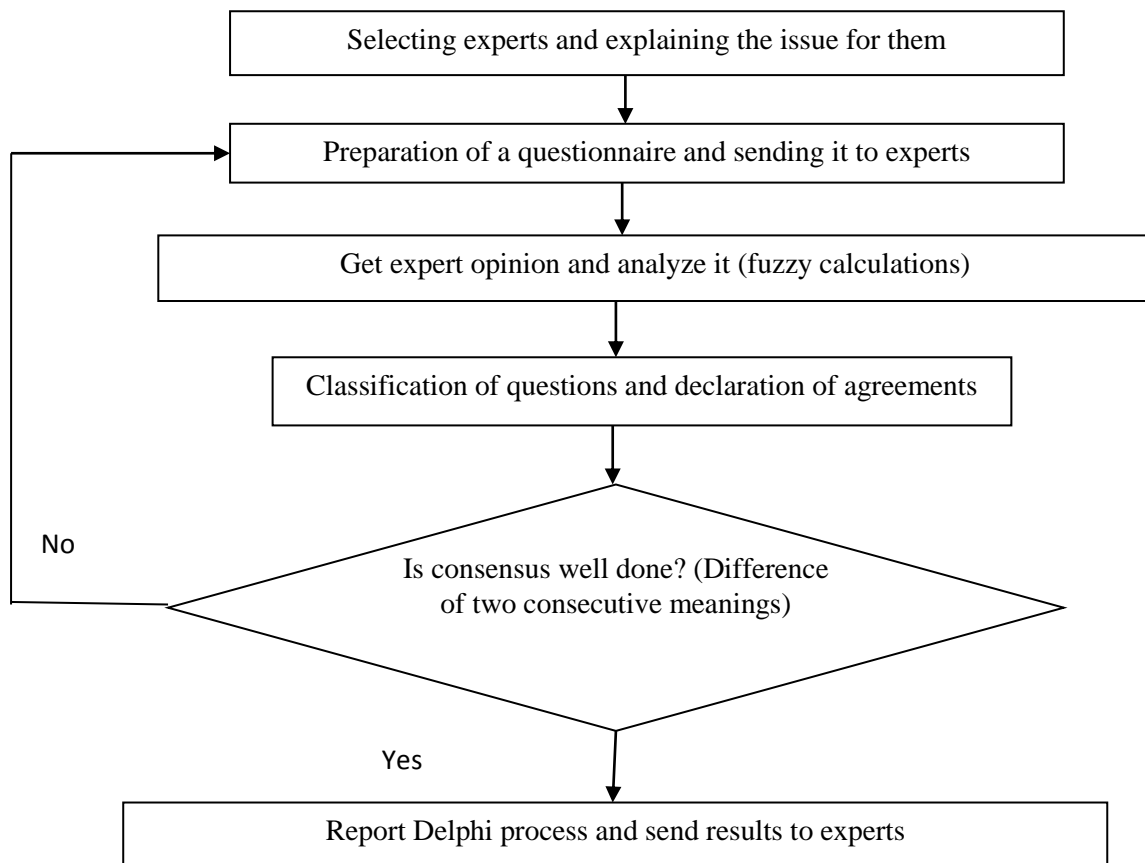 Selecting experts and explaining the issue for them
Preparation of a questionnaire and sending it to experts
Get expert opinion and analyze it (fuzzy calculations)
Classification of questions and declaration of agreements
No
Is consensus well done? (Difference
of two consecutive meanings)
Yes
Report Delphi process and send results to experts